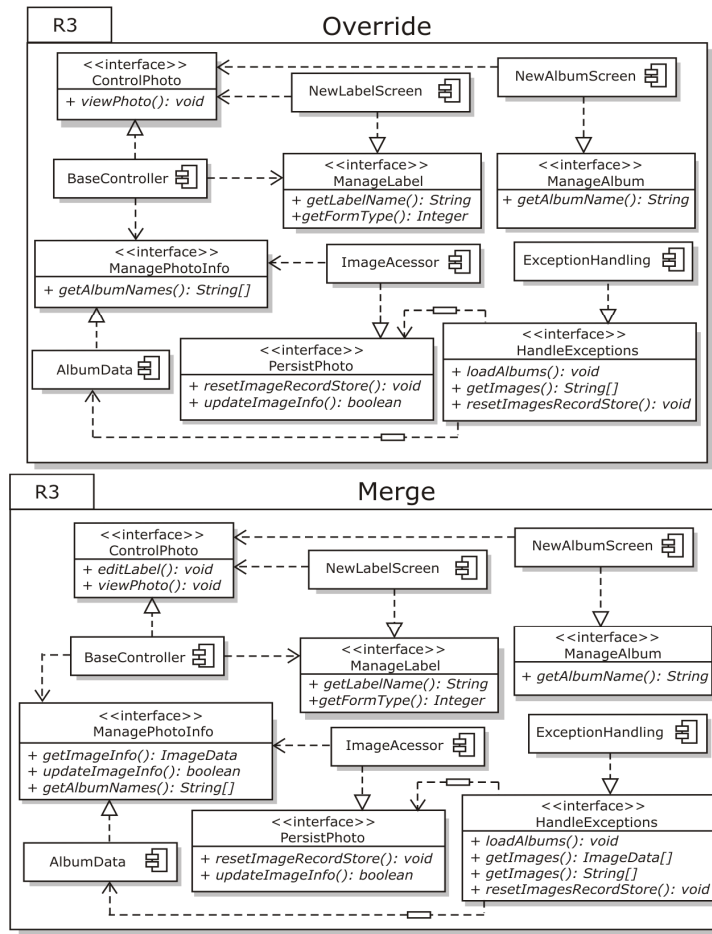 R3
Override
<<interface>>
ControlPhoto
+ viewPhoto(): void
NewLabelScreen
NewAlbumScreen
BaseController
<<interface>>
ManageLabel
+ getLabelName(): String
+getFormType(): Integer
<<interface>>
ManageAlbum
+ getAlbumName(): String
<<interface>>
ManagePhotoInfo
+ getAlbumNames(): String[]
ImageAcessor
ExceptionHandling
AlbumData
<<interface>>
PersistPhoto
+ resetImageRecordStore(): void
+ updateImageInfo(): boolean
<<interface>>
HandleExceptions
+ loadAlbums(): void
+ getImages(): String[]
+ resetImagesRecordStore(): void
R3
Merge
<<interface>>
ControlPhoto
+ editLabel(): void
+ viewPhoto(): void
NewLabelScreen
NewAlbumScreen
BaseController
<<interface>>
ManageLabel
+ getLabelName(): String
+getFormType(): Integer
<<interface>>
ManageAlbum
+ getAlbumName(): String
<<interface>>
ManagePhotoInfo
+ getImageInfo(): ImageData
+ updateImageInfo(): boolean
+ getAlbumNames(): String[]
ImageAcessor
ExceptionHandling
AlbumData
<<interface>>
PersistPhoto
+ resetImageRecordStore(): void
+ updateImageInfo(): boolean
<<interface>>
HandleExceptions
+ loadAlbums(): void
+ getImages(): ImageData[]
+ getImages(): String[]
+ resetImagesRecordStore(): void